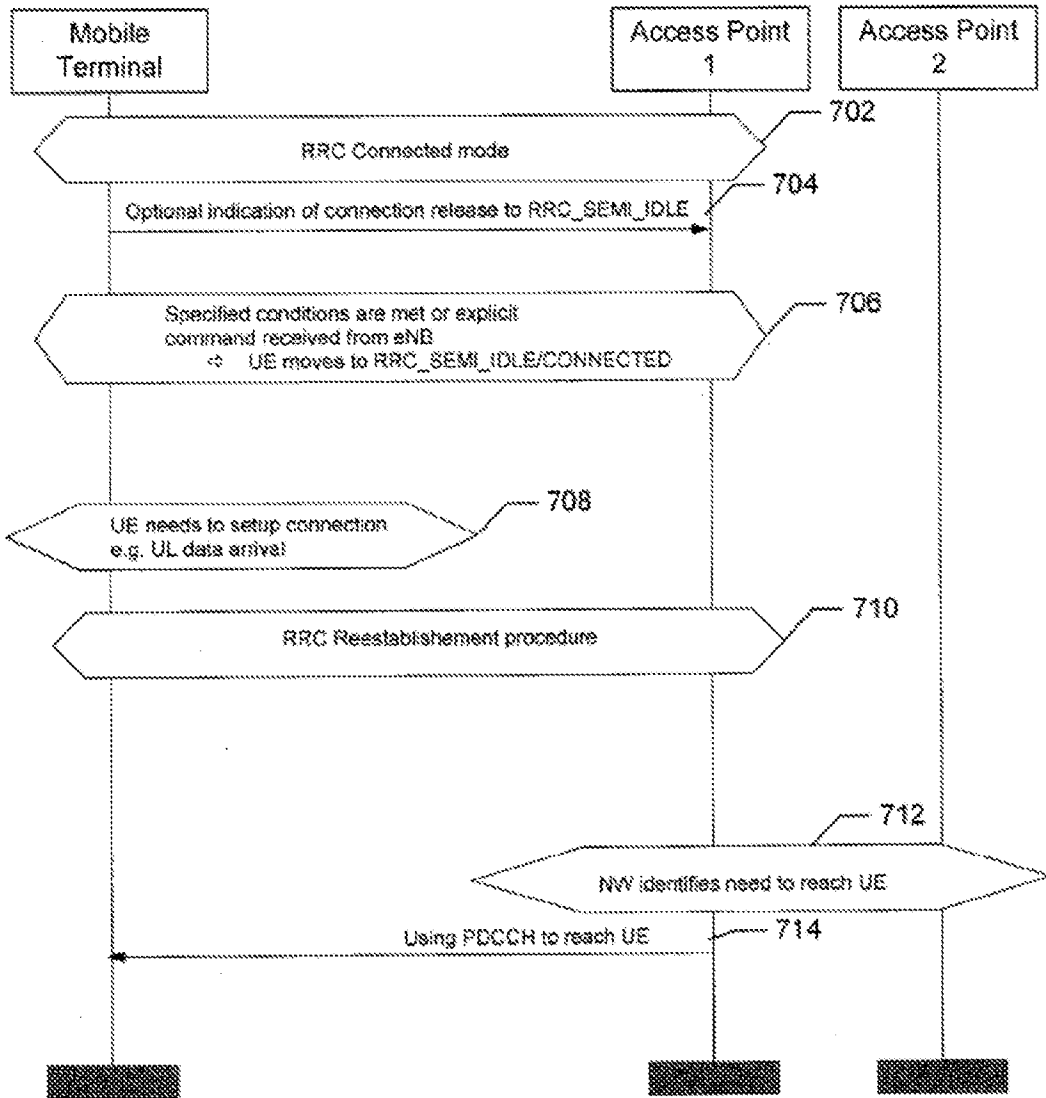 Mobile
Terminal
Access Point
1
Access Point
2
702
RRC Connected mode
704
Optional indication of connection release to RRC_SEMI_IDLE
706
Specified conditions are met or explicit
command received from eNB
⇨ UE moves to RRC_SEMI_IDLE/CONNECTED
708
UE needs to setup connection
e.g. UL data arrival
710
RRC Reestablishement procedure
712
NW identifies need to reach UE
714
Using PDCCH to reach UE